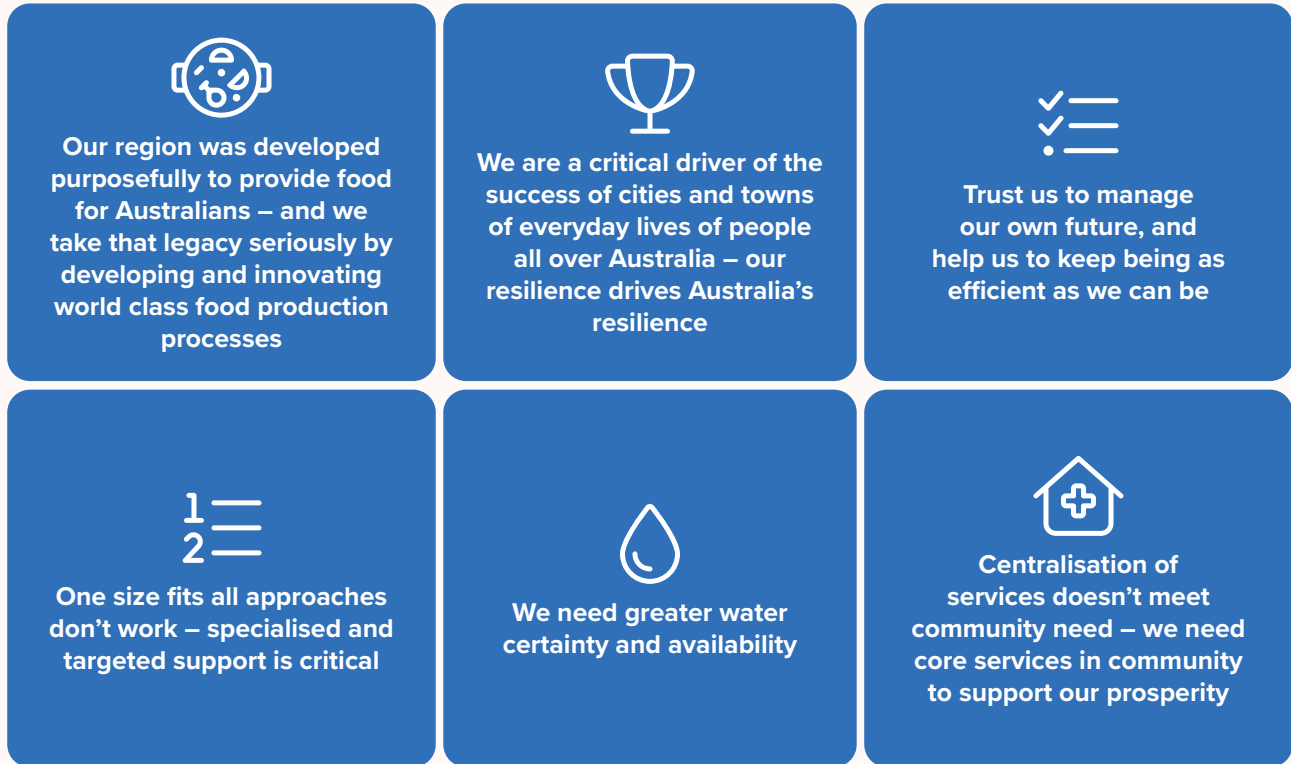 Our region was developed
purposefully to provide food
for Australians – and we
take that legacy seriously by
developing and innovating
world class food production
processes
We are a critical driver of the
success of cities and towns
of everyday lives of people
all over Australia – our
resilience drives Australia’s
resilience
Trust us to manage
our own future, and
help us to keep being as
efficient as we can be
1
2
One size fits all approaches
don’t work – specialised and
targeted support is critical
We need greater water
certainty and availability
Centralisation of
services doesn’t meet
community need – we need
core services in community
to support our prosperity